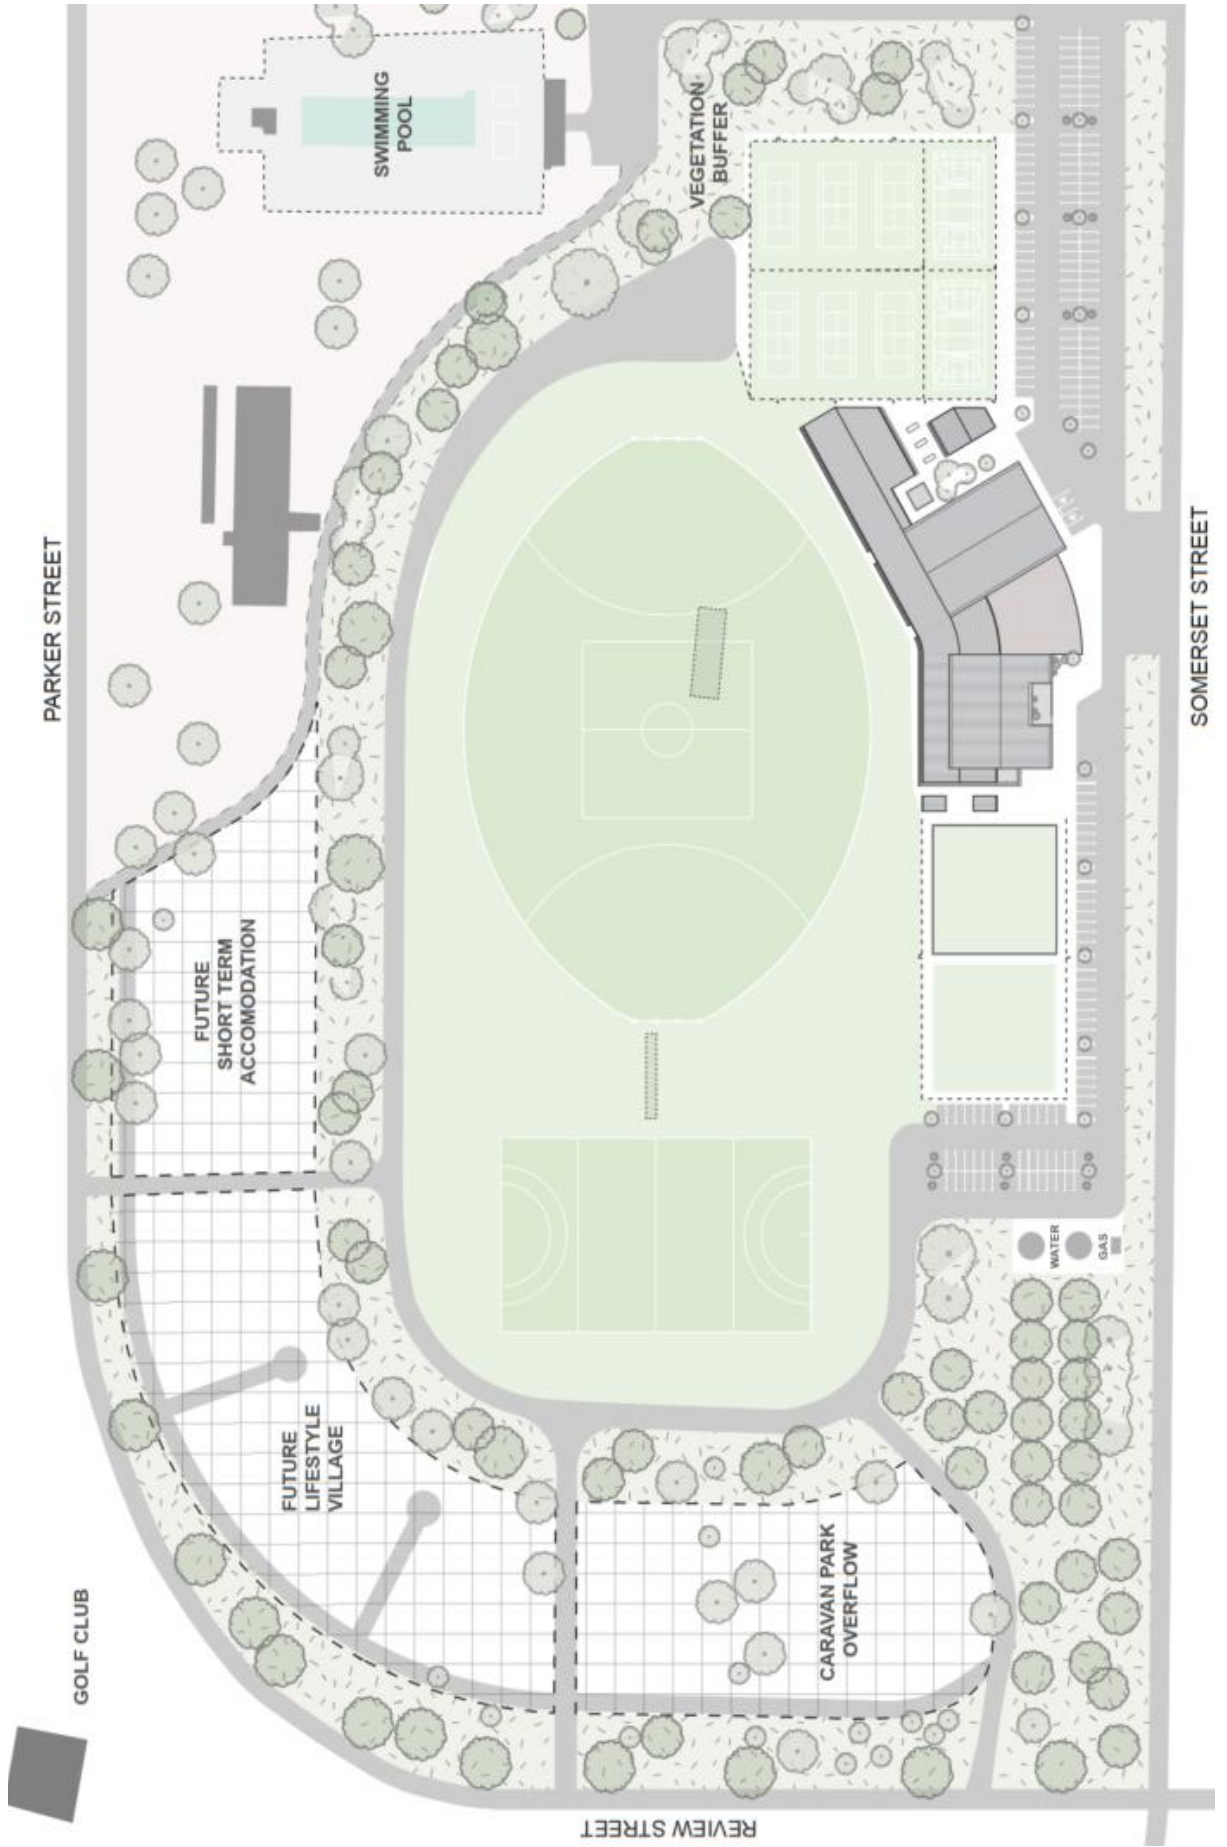 SWIMMING
POOL
VEGETATION
BUFFER
PARKER STREET
SOMERSET STREET
FUTURE
SHORT TERM
ACCOMODATION
WATER
GAS
FUTURE
LIFESTYLE
VILLAGE
CARAVAN PARK
OVERFLOW
GOLF CLUB
REVIEW STREET